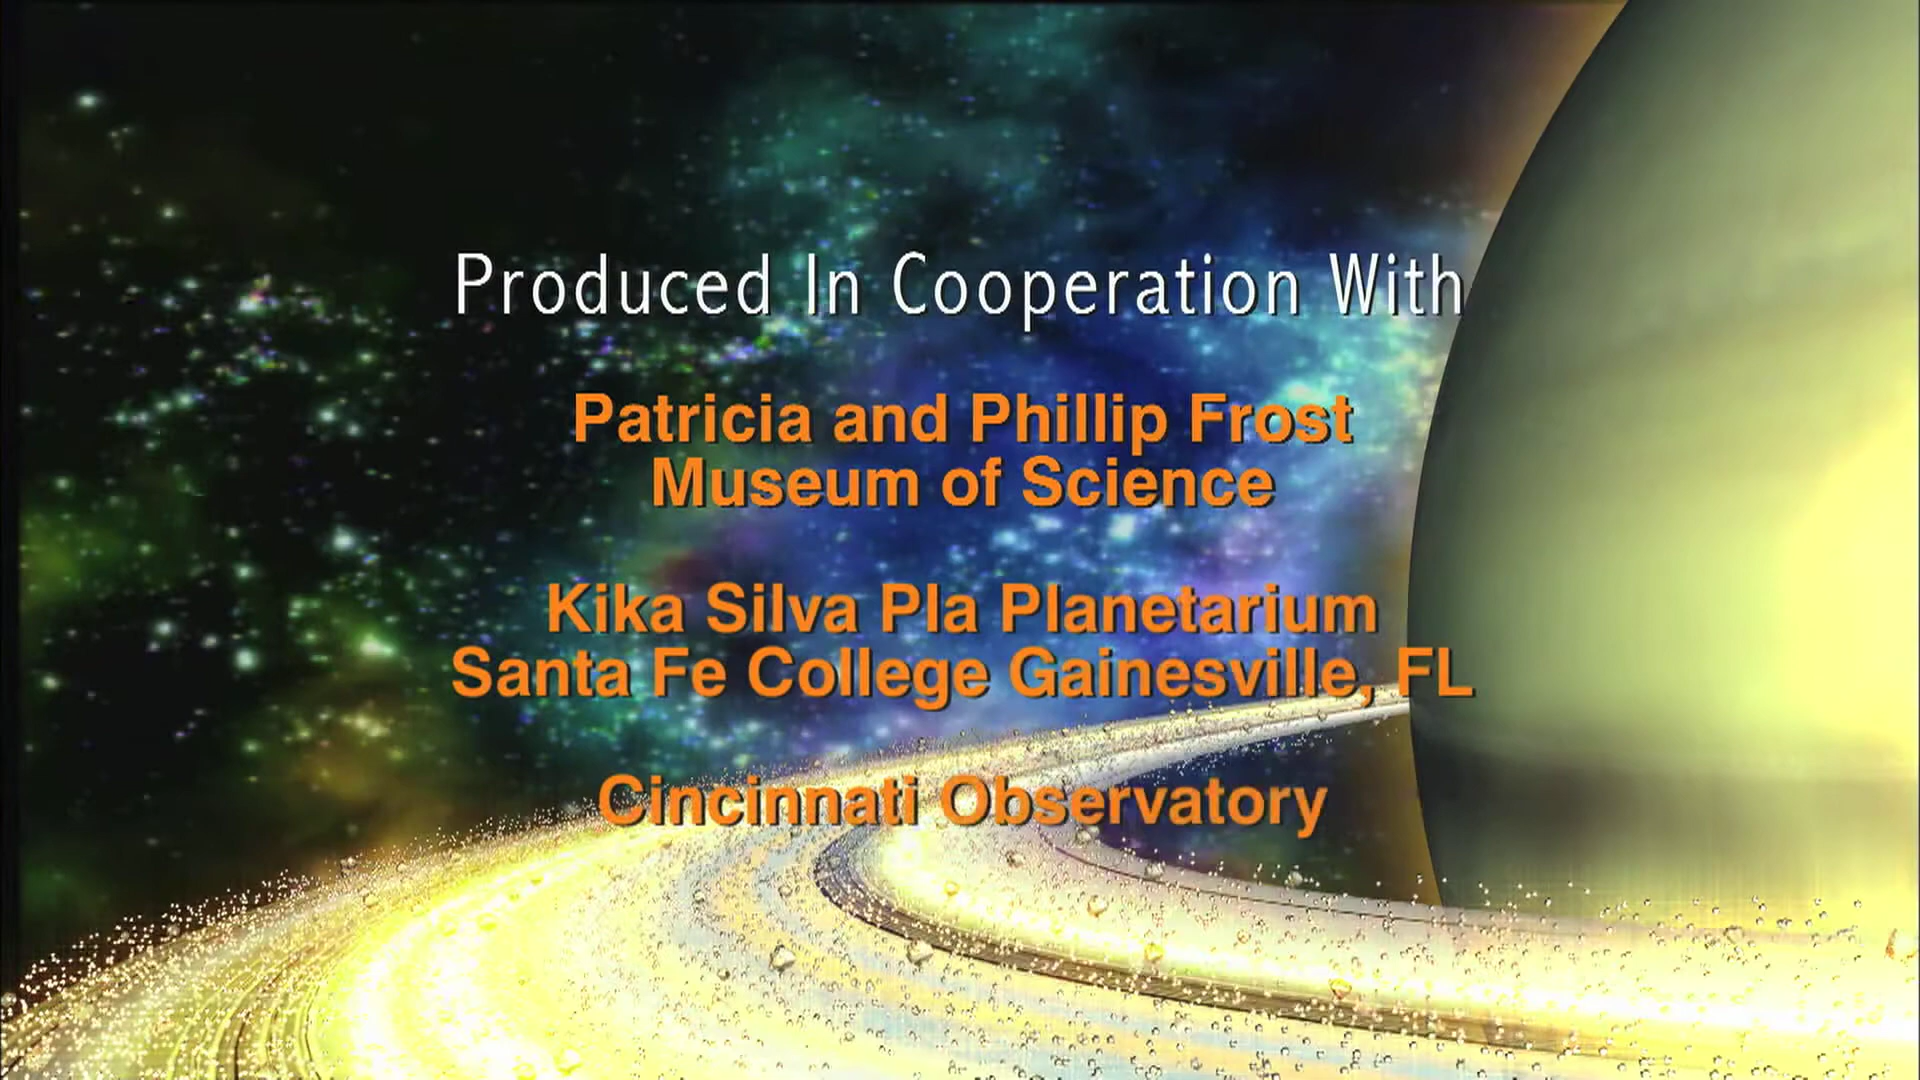 Produced In Cooperation With
Patricia and Phillip Frost
Museum of Science
Kika Silva Pla Planetarium
Santa Fe College Gainesville, FL
Cincinnati Observatory